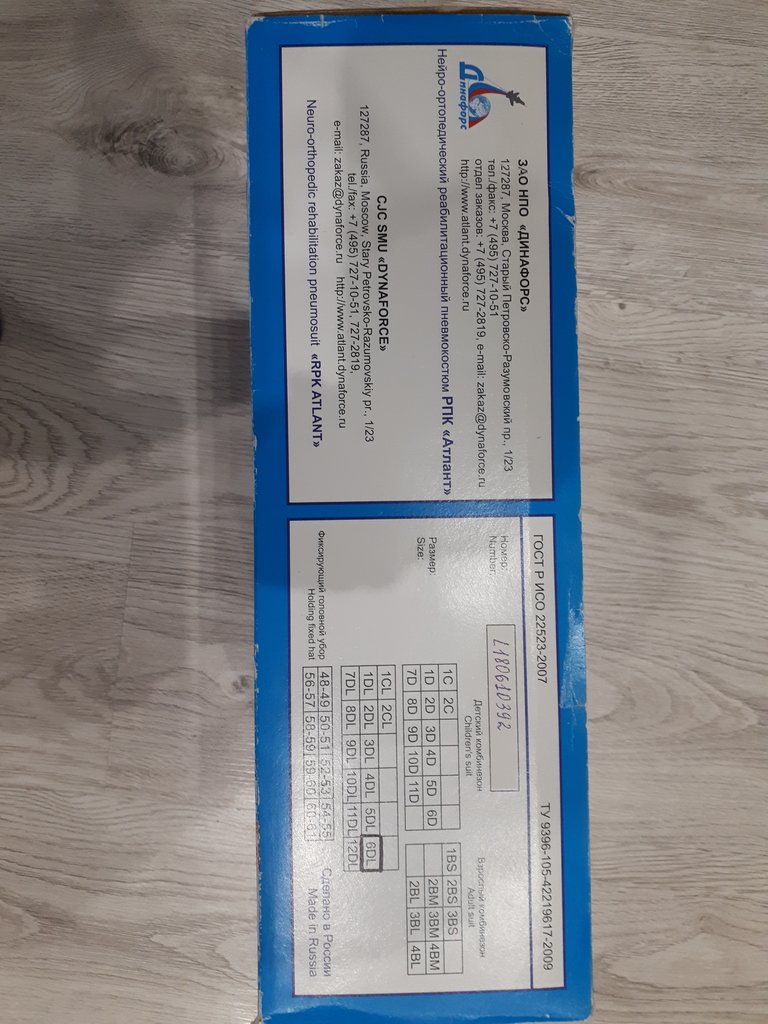 Динафорс
ЗАО НПО «ДИНАФОРС»
127287, Москва, Старый Петровско-Разумовский пр., 1/23
тел./факс: +7 (495) 727-10-51
отдел заказов: +7 (495) 727-2819, e-mail: zakaz@dynaforce.ru
http://www.atlant.dynaforce.ru
Нейро-ортопедический реабилитационный пневмокостюм РПК «Атлант»
CJC SMU «DYNAFORCE»
127287, Russia, Moscow, Stary Petrovsko-Razumovskiy pr., 1/23
tel./fax: +7 (495) 727-10-51, 727-2819,
e-mail: zakaz@dynaforce.ru http://www.atlant.dynaforce.ru
Neuro-orthopedic rehabilitation pneumosuit «RPK ATLANT»
ГОСТ Р ИСО 22523-2007 ТУ 9396-105-42219617-2009
Номер:
Number:
L180610392
Детский комбинезон Взрослый комбинезон
Children's suit Adult suit
Размер:
Size:
1C 2C 1BS 2BS 3BS
1D 2D 3D 4D 5D 6D 2BM 3BM 4BM
7D 8D 9D 10D 11D 2BL 3BL 4BL
1CL 2CL
1DL 2DL 3DL 4DL 5DL 6DL
7DL 8DL 9DL 10DL 11DL 12DL
Фиксирующий головной убор 48-49 50-51 52-53 54-55 Сделано в России
Holding fixed hat 56-57 58-59 59-60 60-61 Made in Russia